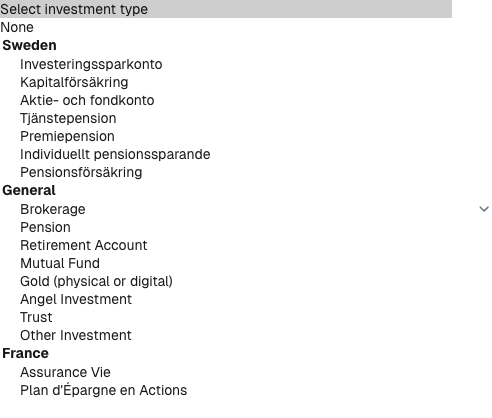 Select investment type
None
Sweden
Investeringssparkonto
Kapitalförsäkring
Aktie- och fondkonto
Tjänstepension
Premiepension
Individuellt pensionssparande
Pensionsförsäkring
General
Brokerage
Pension
Retirement Account
Mutual Fund
Gold (physical or digital)
Angel Investment
Trust
Other Investment
France
Assurance Vie
Plan d'Épargne en Actions